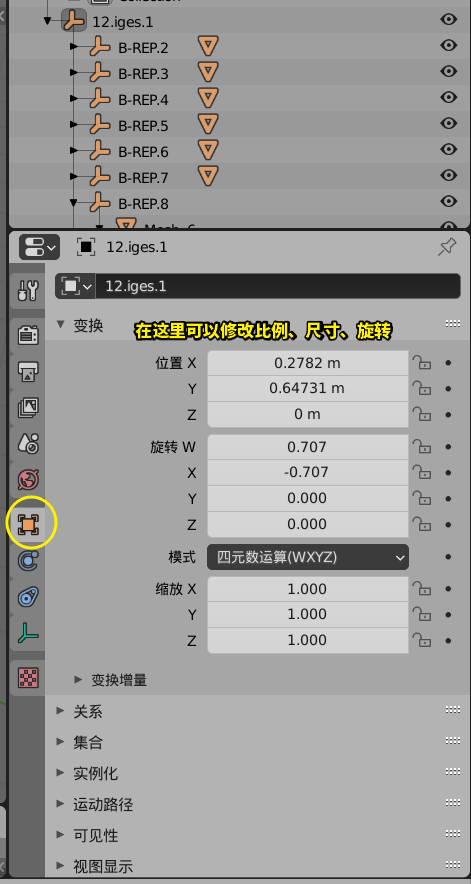 12.iges.1
B-REP.2
B-REP.3
B-REP.4
B-REP.5
B-REP.6
B-REP.7
B-REP.8
12.iges.1
12.iges.1
变换
在这里可以修改比例、尺寸、旋转
位置 X 0.2782 m
Y 0.64731 m
Z 0 m
旋转 W 0.707
X -0.707
Y 0.000
Z 0.000
模式 四元数运算(WXYZ)
缩放 X 1.000
Y 1.000
Z 1.000
变换增量
关系
集合
实例化
运动路径
可见性
视图显示